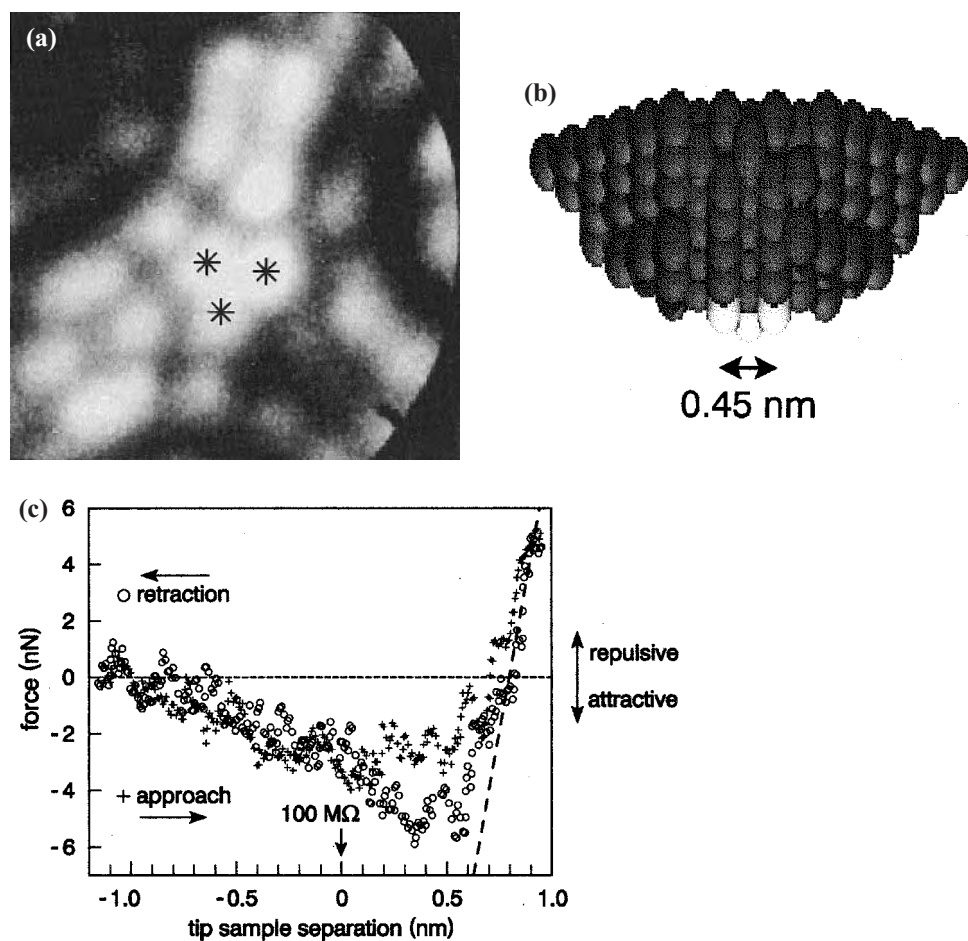 (a)
(b)
0.45 nm
(c)
6
4
2
0
-2
-4
-6
force (nN)
retraction
approach
100 MΩ
repulsive
attractive
-1.0
-0.5
0
0.5
1.0
tip sample separation (nm)